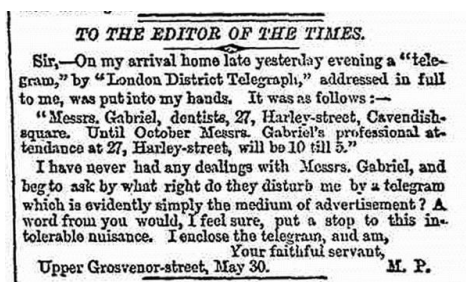 TO THE EDITOR OF THE TIMES.
Sir,—On my arrival home late yesterday evening a "tele-
gram," by "London District Telegraph," addressed in full
to me, was put into my hands. It was as follows :—
"Messrs. Gabriel, dentists, 27, Harley-street, Cavendish-
square. Until October Messrs. Gabriel's professional at-
tendance at 27, Harley-street, will be 10 till 5."
I have never had any dealings with Messrs. Gabriel, and
beg to ask by what right do they disturb me by a telegram
which is evidently simply the medium of advertisement? A
word from you would, I feel sure, put a stop to this in-
tolerable nuisance. I enclose the telegram, and am,
Your faithful servant,
Upper Grosvenor-street, May 30. M. P.